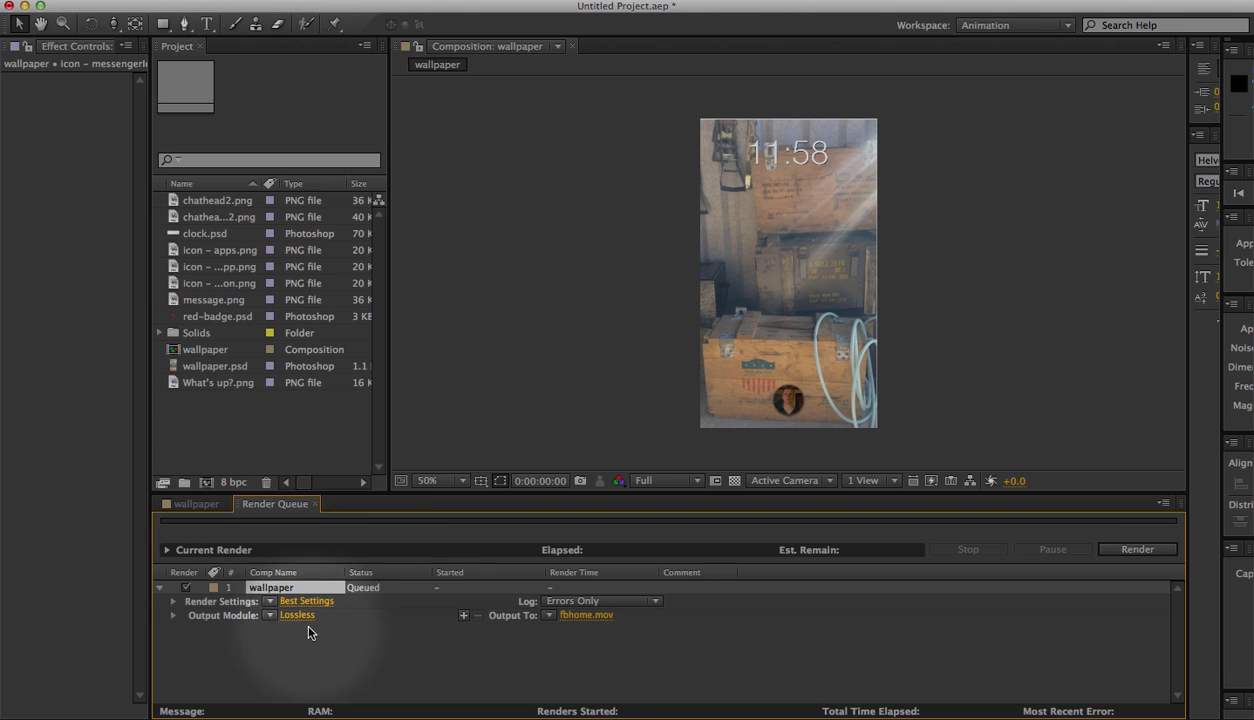 Untitled Project.aep *
Workspace: Animation
Search Help
Effect Controls:
wallpaper • icon – messengerle
Project
Composition: wallpaper
wallpaper
11:58
Name Type Size
chathead2.png PNG file 36 K
chathea...2.png PNG file 40 K
clock.psd Photoshop 70 K
icon – apps.png PNG file 20 K
icon – ...pp.png PNG file 20 K
icon – ...on.png PNG file 20 K
message.png PNG file 36 K
red-badge.psd Photoshop 3 KE
Solids Folder
wallpaper Composition
wallpaper.psd Photoshop 1.1
What's up?.png PNG file 16 K
8 bpc
50% 0:00:00:00 Full Active Camera 1 View +0.0
Helv
Regu
App
Tole
App
Nois
Dime
Fred
Mag
Align
Distri
Cap
wallpaper Render Queue
Current Render Elapsed: Est. Remain: Stop Pause Render
Render # Comp Name Status Started Render Time Comment
1 wallpaper Queued – –
Render Settings: Best Settings Log: Errors Only
Output Module: Lossless Output To: fbhome.mov
Message: RAM: Renders Started: Total Time Elapsed: Most Recent Error: